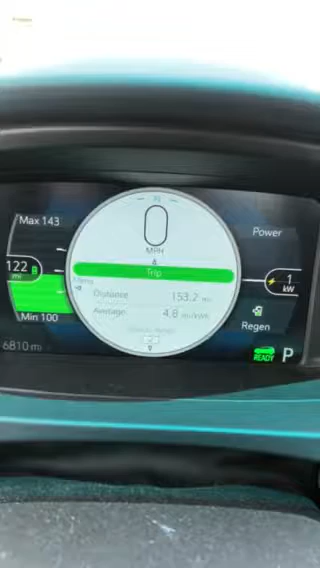 Max 143
0
MPH
Power
Trip
122
mi
1
kW
Distance 153.2 mi
Average 4.8 mi/kWh
Min 100
Regen
6810 mi
READY P